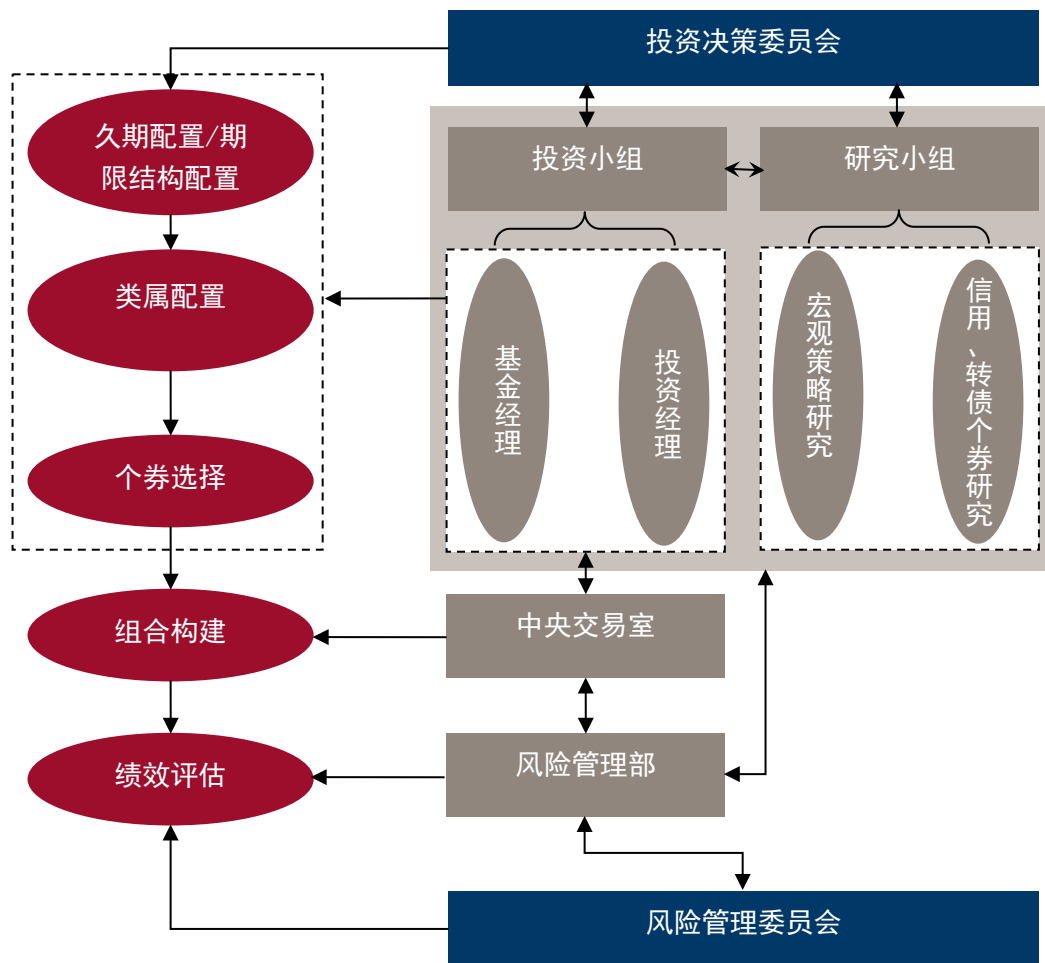 投资决策委员会
久期配置/期
限结构配置
投资小组
研究小组
类属配置
基金经理
投资经理
宏观策略研究
信用、转债个券研究
个券选择
组合构建
中央交易室
绩效评估
风险管理部
风险管理委员会